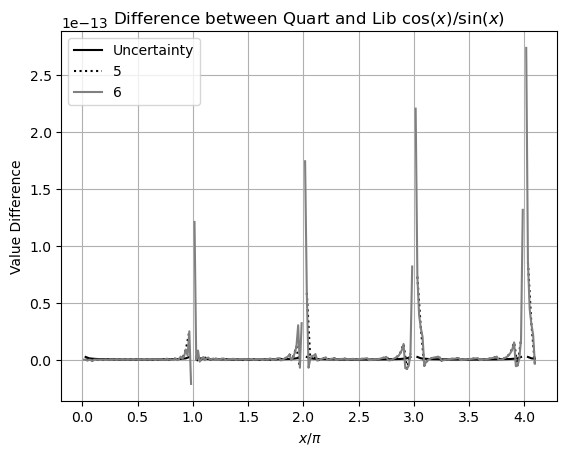 Difference between Quart and Lib cos(x)/sin(x)
1e−13
Uncertainty
5
6
2.5
2.0
1.5
1.0
0.5
0.0
Value Difference
0.0 0.5 1.0 1.5 2.0 2.5 3.0 3.5 4.0
x/π